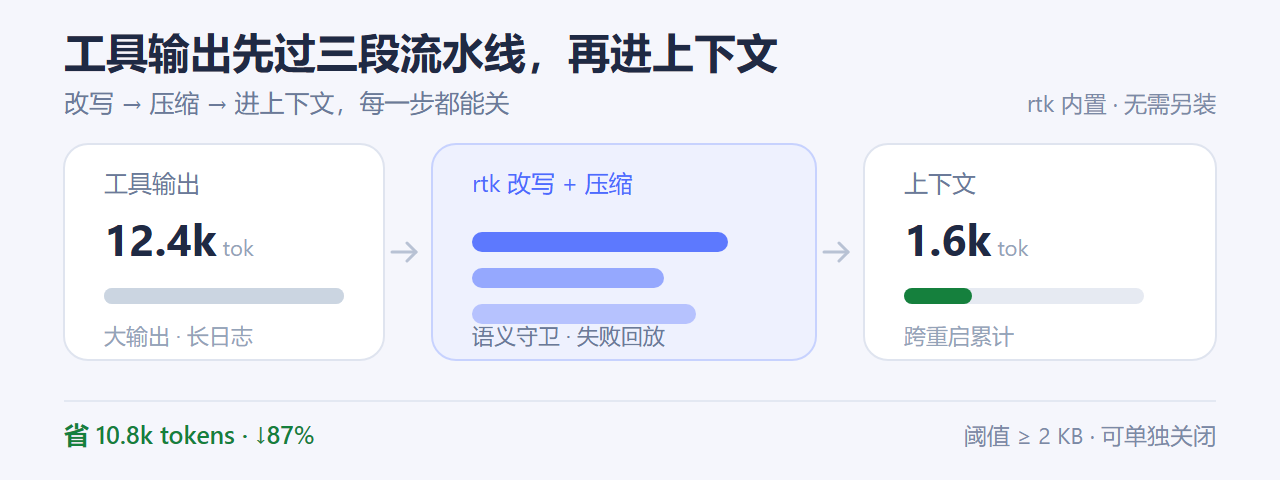 工具输出先过三段流水线，再进上下文
改写 → 压缩 → 进上下文，每一步都能关
rtk 内置 · 无需另装
工具输出
12.4k tok
大输出 · 长日志
rtk 改写 + 压缩
语义守卫 · 失败回放
上下文
1.6k tok
跨重启累计
省 10.8k tokens · ↓87%
阈值 ≥ 2 KB · 可单独关闭